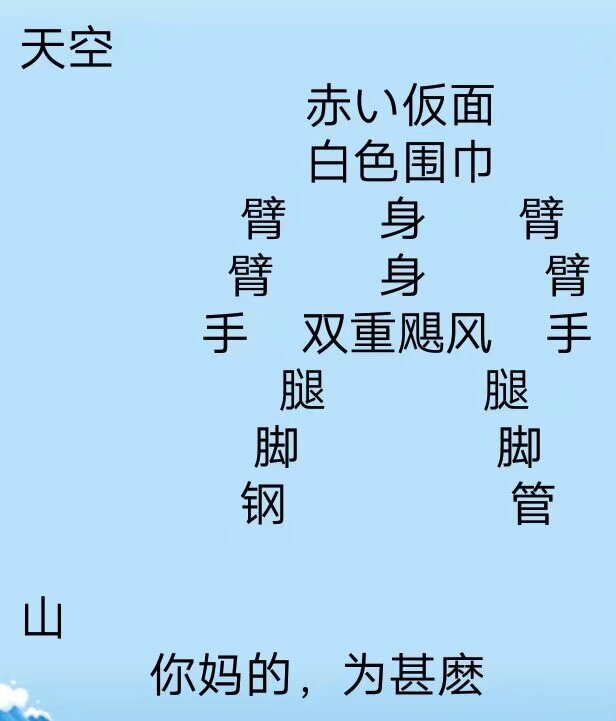 天空
赤い仮面
白色围巾
臂 身 臂
臂 身 臂
手 双重飓风 手
腿 腿
脚 脚
钢 管
山
你妈的，为甚麽